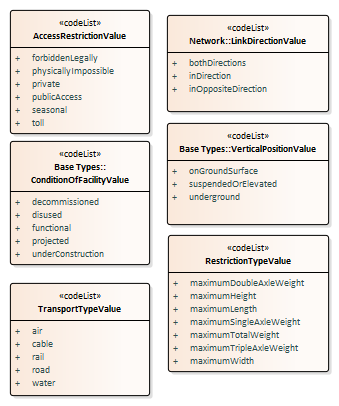 «codeList»
AccessRestrictionValue
+ forbiddenLegally
+ physicallyImpossible
+ private
+ publicAccess
+ seasonal
+ toll
«codeList»
Network::LinkDirectionValue
+ bothDirections
+ inDirection
+ inOppositeDirection
«codeList»
Base Types::
ConditionOfFacilityValue
+ decommissioned
+ disused
+ functional
+ projected
+ underConstruction
«codeList»
Base Types::VerticalPositionValue
+ onGroundSurface
+ suspendedOrElevated
+ underground
«codeList»
TransportTypeValue
+ air
+ cable
+ rail
+ road
+ water
«codeList»
RestrictionTypeValue
+ maximumDoubleAxleWeight
+ maximumHeight
+ maximumLength
+ maximumSingleAxleWeight
+ maximumTotalWeight
+ maximumTripleAxleWeight
+ maximumWidth